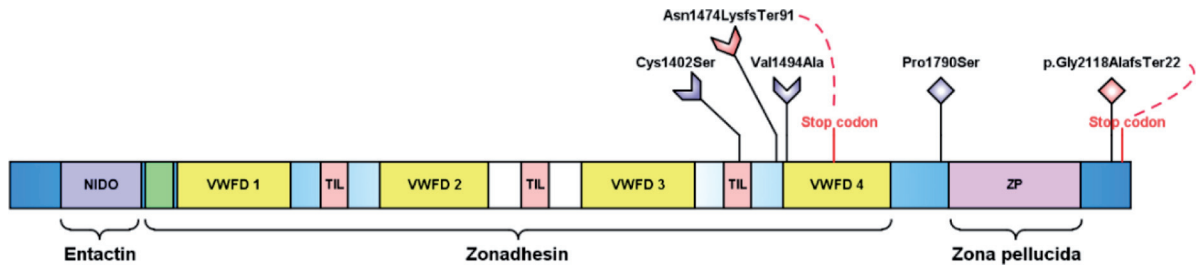 Asn1474LysfsTer91
Cys1402Ser
Val1494Ala
Pro1790Ser
p.Gly2118AlafsTer22
Stop codon
Stop codon
NIDO
VWFD 1
TIL
VWFD 2
TIL
VWFD 3
TIL
VWFD 4
ZP
Entactin
Zonadhesin
Zona pellucida